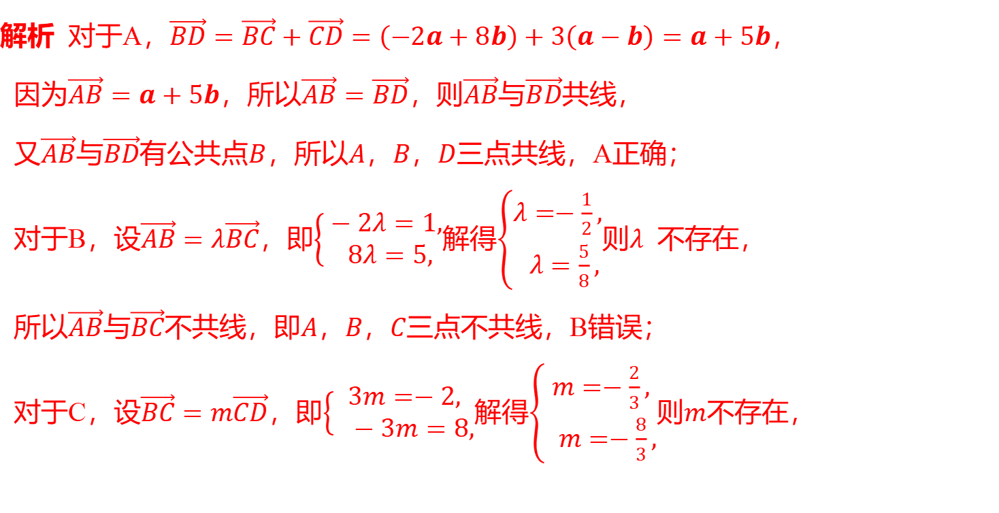 解析 对于A，$\overrightarrow{BD}=\overrightarrow{BC}+\overrightarrow{CD}=(-2\boldsymbol{a}+8\boldsymbol{b})+3(\boldsymbol{a}-\boldsymbol{b})=\boldsymbol{a}+5\boldsymbol{b}$，
因为$\overrightarrow{AB}=\boldsymbol{a}+5\boldsymbol{b}$，所以$\overrightarrow{AB}=\overrightarrow{BD}$，则$\overrightarrow{AB}$与$\overrightarrow{BD}$共线，
又$\overrightarrow{AB}$与$\overrightarrow{BD}$有公共点$B$，所以$A$，$B$，$D$三点共线，A正确；
对于B，设$\overrightarrow{AB}=\lambda\overrightarrow{BC}$，即$\begin{cases}-2\lambda=1,\\8\lambda=5,\end{cases}$解得$\begin{cases}\lambda=-\frac{1}{2},\\\lambda=\frac{5}{8},\end{cases}$则$\lambda$ 不存在，
所以$\overrightarrow{AB}$与$\overrightarrow{BC}$不共线，即$A$，$B$，$C$三点不共线，B错误；
对于C，设$\overrightarrow{BC}=m\overrightarrow{CD}$，即$\begin{cases}3m=-2,\\-3m=8,\end{cases}$解得$\begin{cases}m=-\frac{2}{3},\\m=-\frac{8}{3},\end{cases}$则$m$不存在，